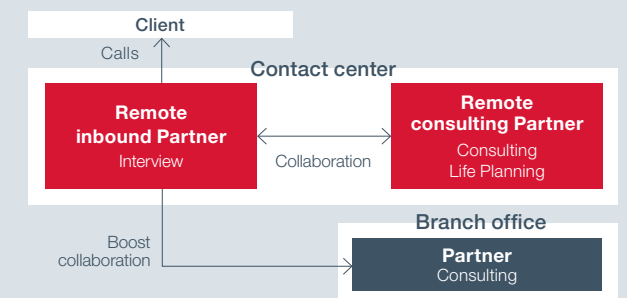 Client
Calls
Contact center
Remote
inbound Partner
Interview
Collaboration
Remote
consulting Partner
Consulting
Life Planning
Boost
collaboration
Branch office
Partner
Consulting